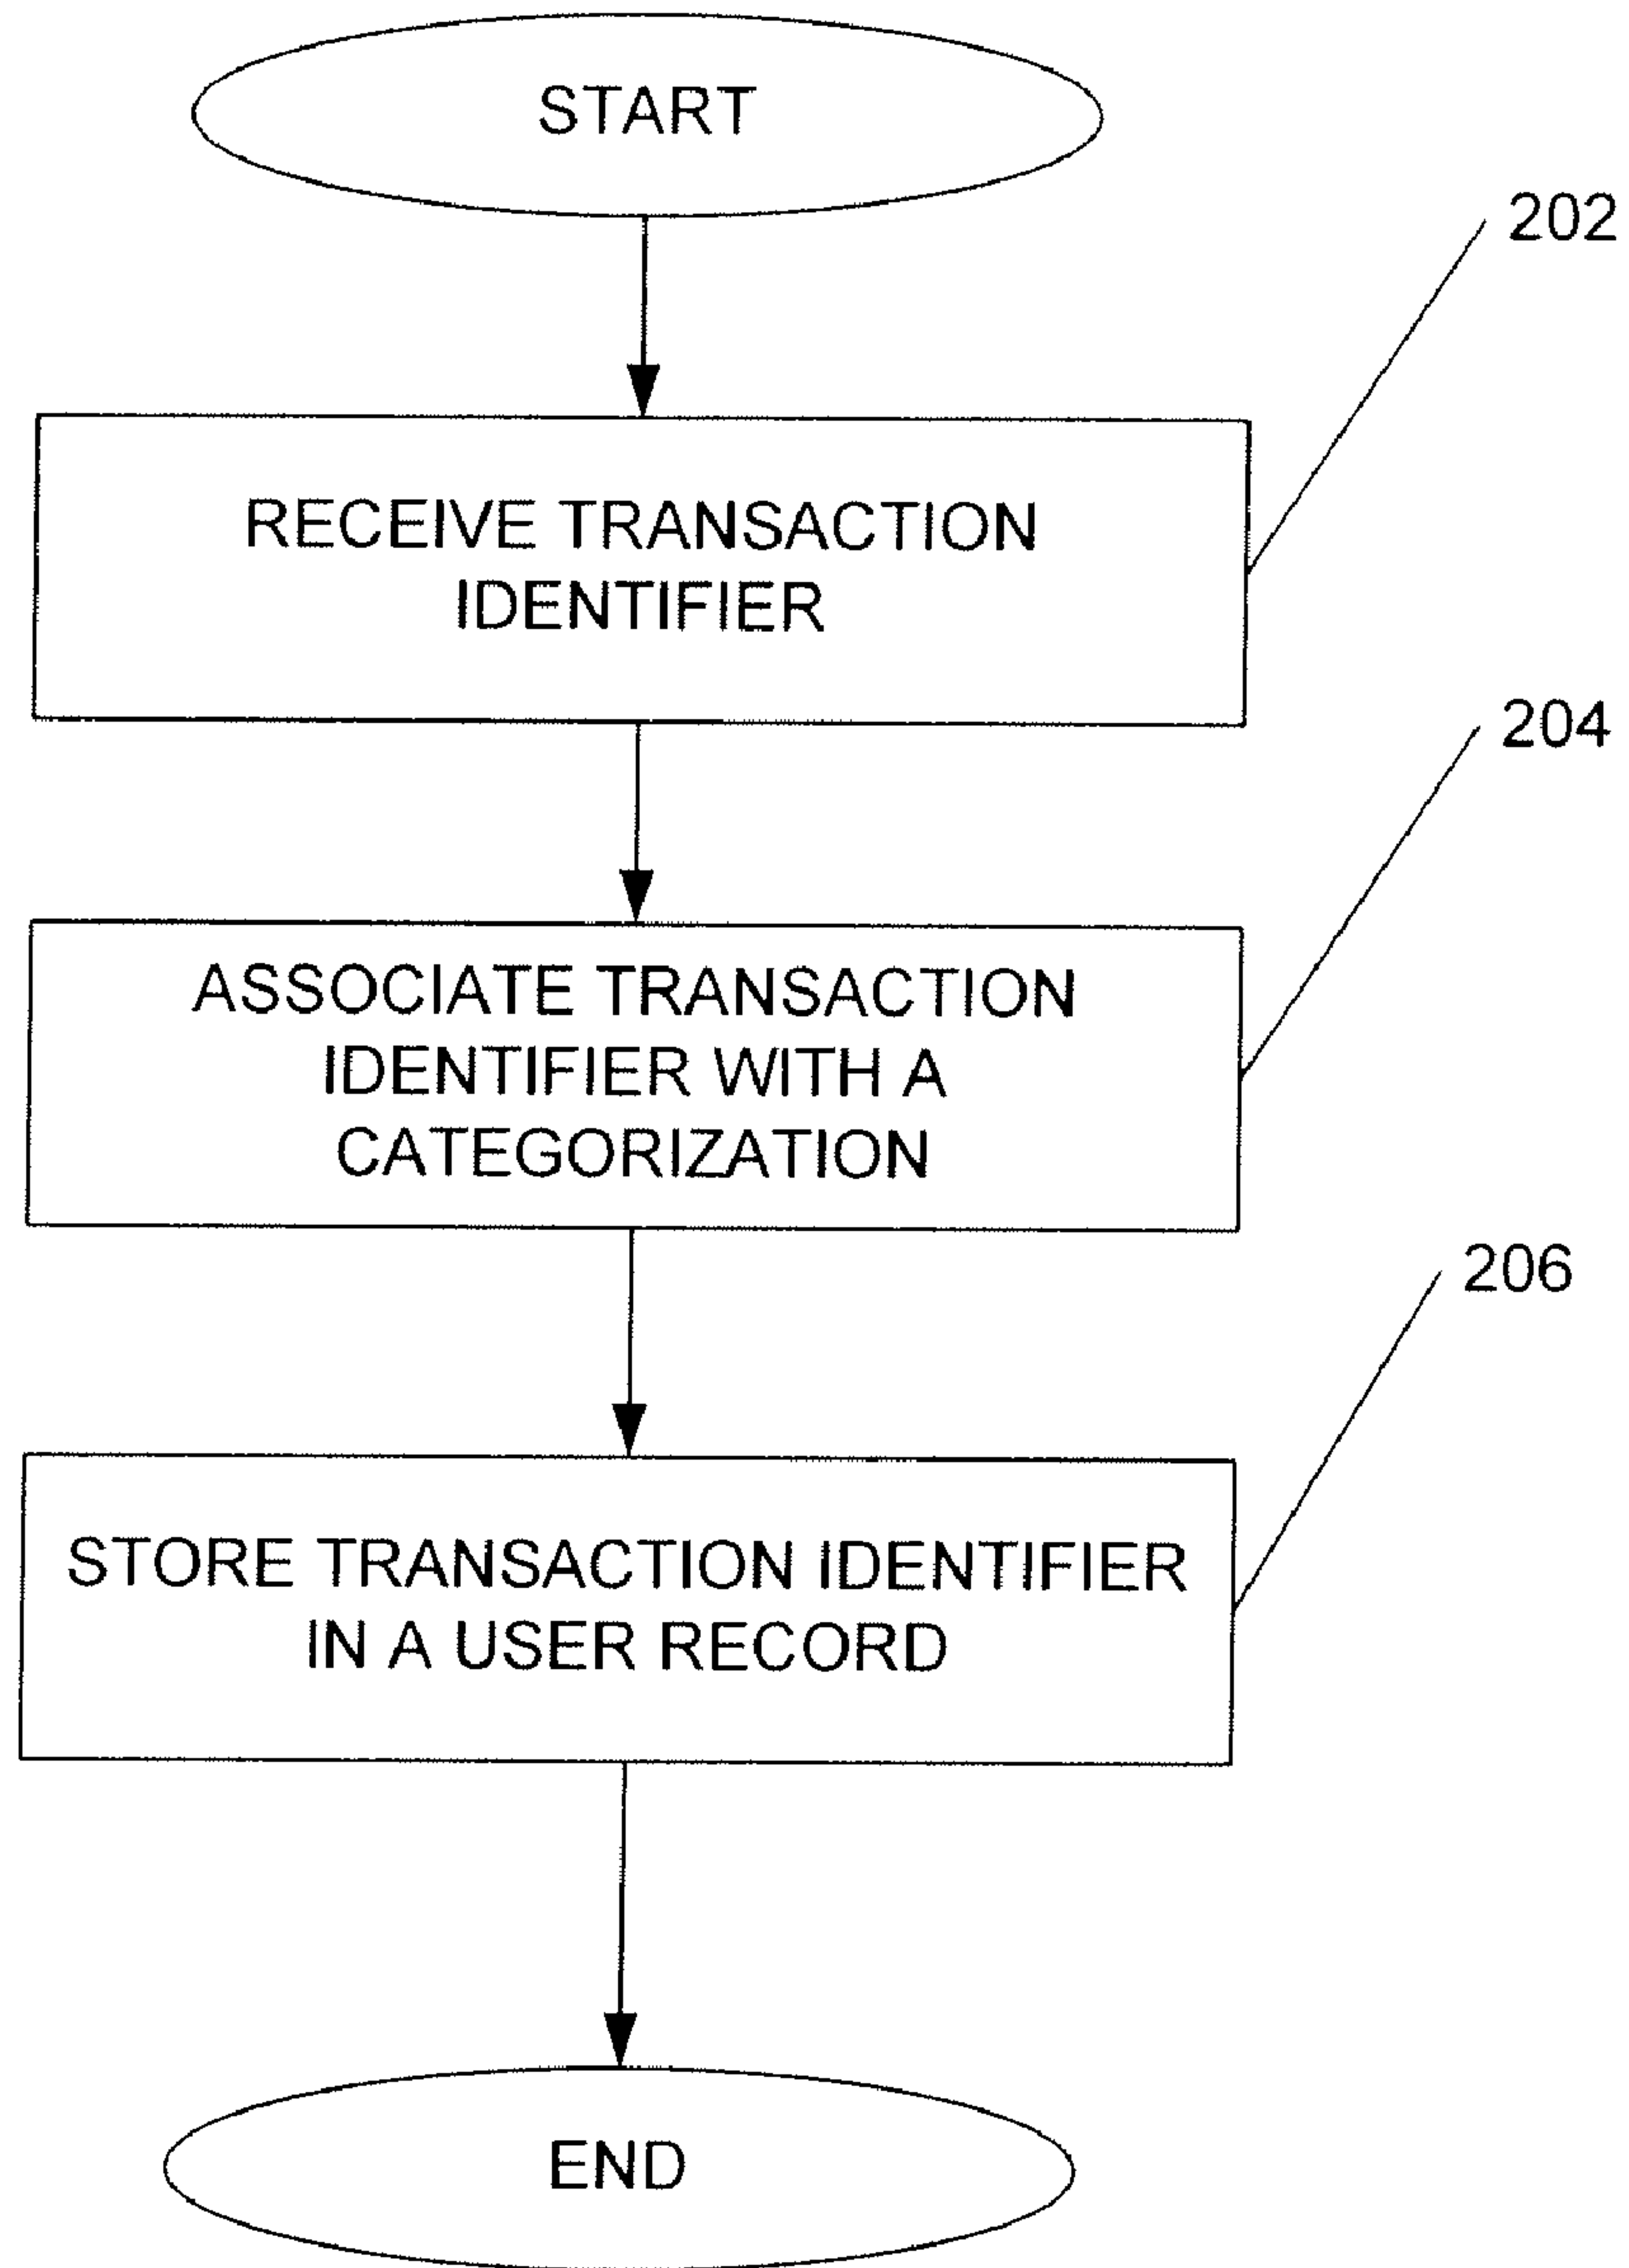 START
202
RECEIVE TRANSACTION
IDENTIFIER
204
ASSOCIATE TRANSACTION
IDENTIFIER WITH A
CATEGORIZATION
206
STORE TRANSACTION IDENTIFIER
IN A USER RECORD
END